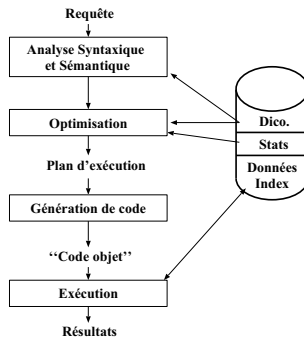 Requête
Analyse Syntaxique
et Sémantique
Optimisation
Plan d'exécution
Génération de code
‘‘Code objet’’
Exécution
Résultats
Dico.
Stats
Données
Index